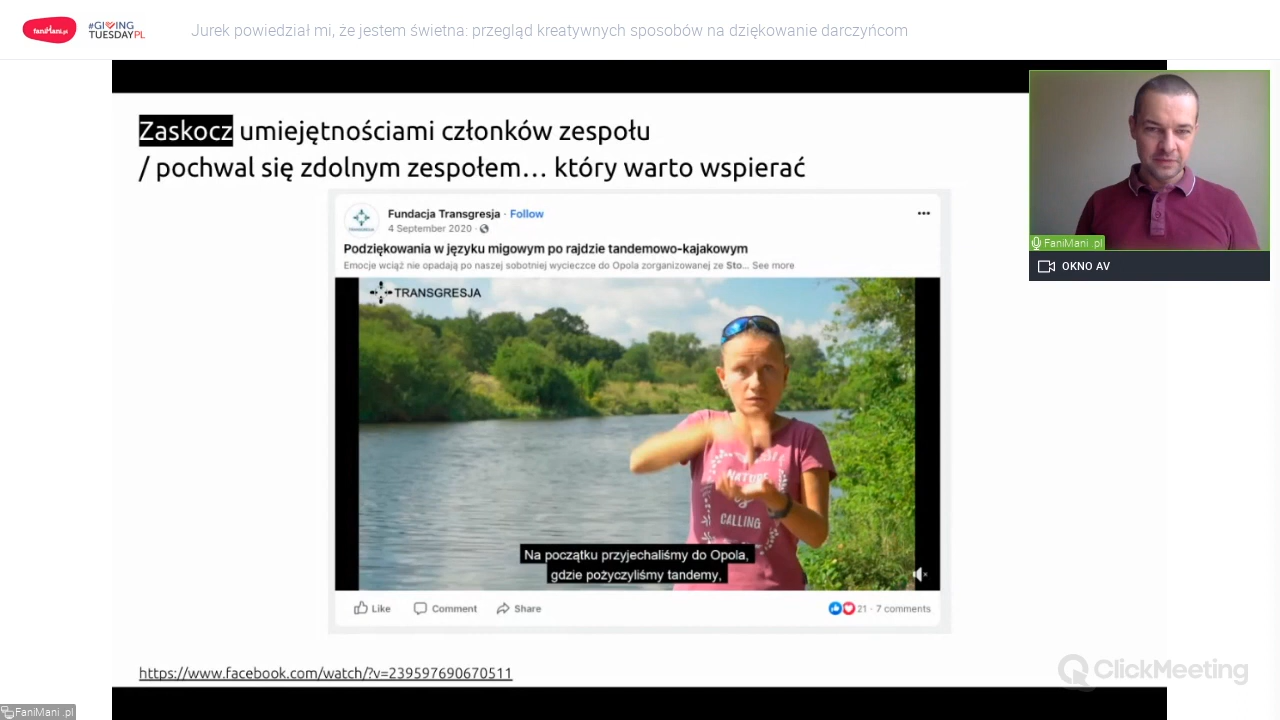 faniMani.pl
#GIVING
TUESDAYPL
Jurek powiedział mi, że jestem świetna: przegląd kreatywnych sposobów na dziękowanie darczyńcom
Zaskocz umiejętnościami członków zespołu
/ pochwal się zdolnym zespołem… który warto wspierać
Fundacja Transgresja · Follow
4 September 2020 ·
Podziękowania w języku migowym po rajdzie tandemowo-kajakowym
Emocje wciąż nie opadają po naszej sobotniej wycieczce do Opola zorganizowanej ze Sto... See more
TRANSGRESJA
NATURE
CALLING
Na początku przyjechaliśmy do Opola,
gdzie pożyczyliśmy tandemy,
Like
Comment
Share
21 · 7 comments
https://www.facebook.com/watch/?v=239597690670511
FaniMani .pl
OKNO AV
ClickMeeting
FaniMani .pl